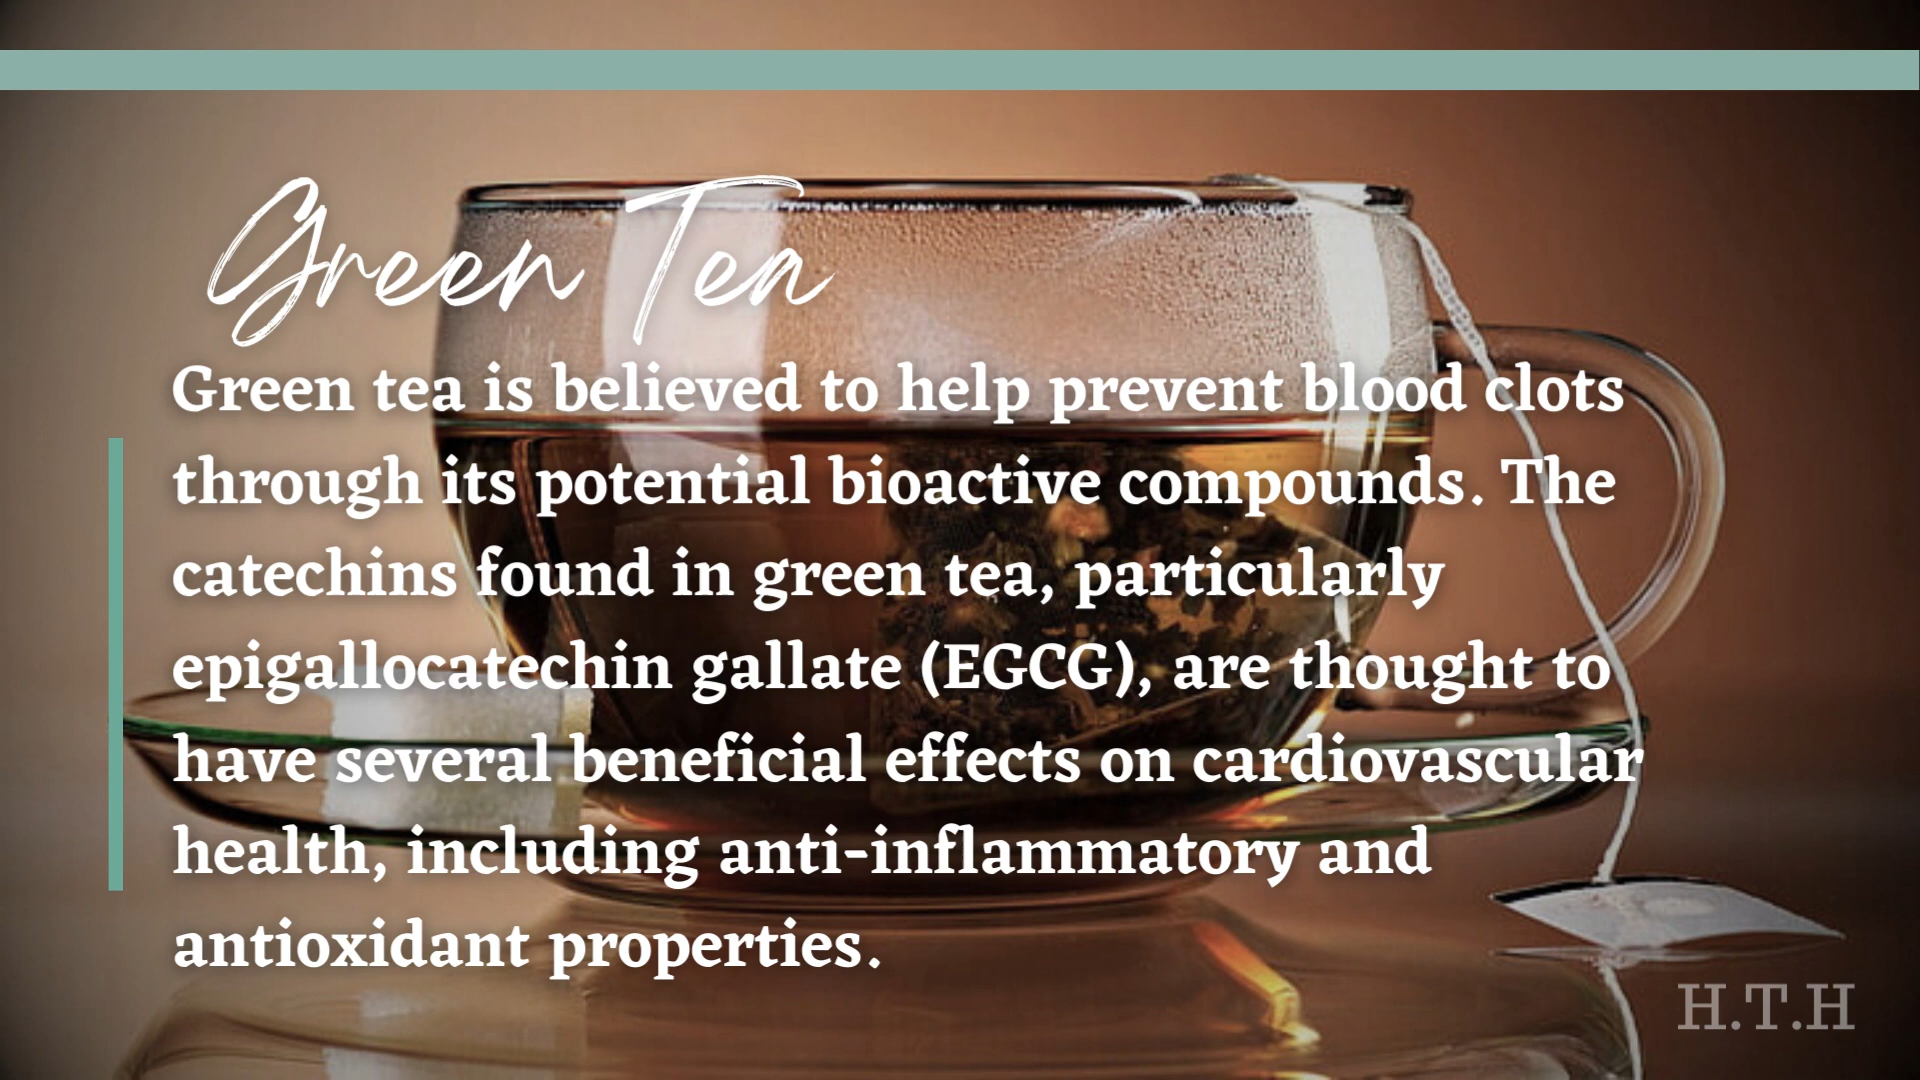 Green Tea
Green tea is believed to help prevent blood clots
through its potential bioactive compounds. The
catechins found in green tea, particularly
epigallocatechin gallate (EGCG), are thought to
have several beneficial effects on cardiovascular
health, including anti-inflammatory and
antioxidant properties.
H.T.H